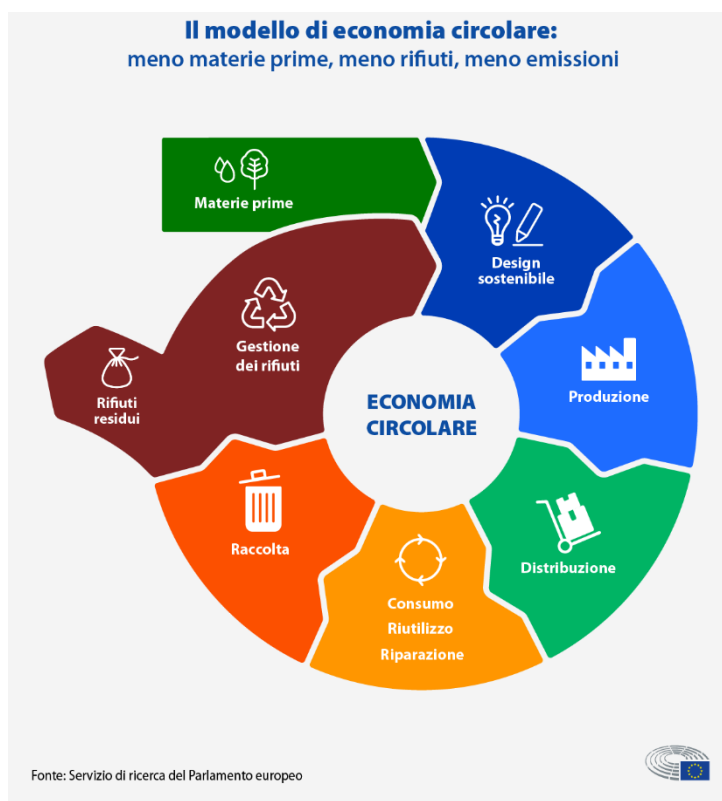 Il modello di economia circolare:
meno materie prime, meno rifiuti, meno emissioni
Materie prime
Design
sostenibile
Produzione
Distribuzione
Consumo
Riutilizzo
Riparazione
Raccolta
Gestione
dei rifiuti
Rifiuti
residui
ECONOMIA
CIRCOLARE
Fonte: Servizio di ricerca del Parlamento europeo